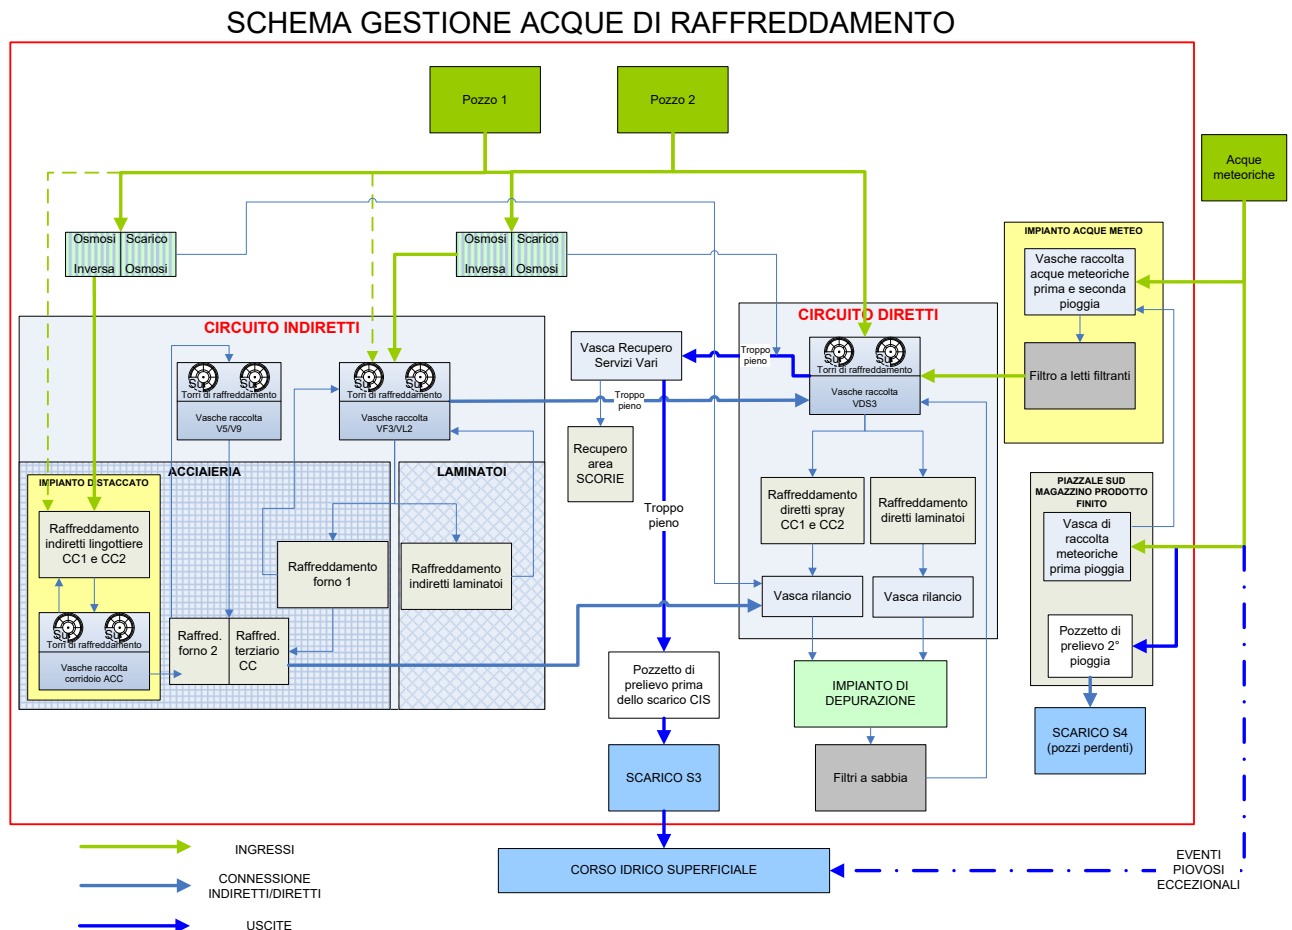 SCHEMA GESTIONE ACQUE DI RAFFREDDAMENTO
Pozzo 1
Pozzo 2
Acque
meteoriche
Osmosi
Inversa
Scarico
Osmosi
Osmosi
Inversa
Scarico
Osmosi
IMPIANTO ACQUE METEO
Vasche raccolta
acque meteoriche
prima e seconda
pioggia
Filtro a letti filtranti
CIRCUITO INDIRETTI
Torri di raffreddamento
Vasche raccolta
V5/V9
Torri di raffreddamento
Vasche raccolta
VF3/VL2
Troppo
pieno
Vasca Recupero
Servizi Vari
Troppo
pieno
Recupero
area
SCORIE
CIRCUITO DIRETTI
Torri di raffreddamento
Vasche raccolta
VDS3
Raffreddamento
diretti spray
CC1 e CC2
Raffreddamento
diretti laminatoi
Vasca rilancio
Vasca rilancio
IMPIANTO DI
DEPURAZIONE
Filtri a sabbia
ACCIAIERIA
LAMINATOI
IMPIANTO DISTACCATO
Raffreddamento
indiretti lingottiere
CC1 e CC2
Torri di raffreddamento
Vasche raccolta
corridoio ACC
Raffreddamento
forno 1
Raffreddamento
indiretti laminatoi
Raffred.
forno 2
Raffred.
terziario
CC
Troppo
pieno
Pozzetto di
prelievo prima
dello scarico CIS
SCARICO S3
CORSO IDRICO SUPERFICIALE
PIAZZALE SUD
MAGAZZINO PRODOTTO
FINITO
Vasca di
raccolta
meteoriche
prima pioggia
Pozzetto di
prelievo 2°
pioggia
SCARICO S4
(pozzi perdenti)
EVENTI
PIOVOSI
ECCEZIONALI
INGRESSI
CONNESSIONE
INDIRETTI/DIRETTI
USCITE